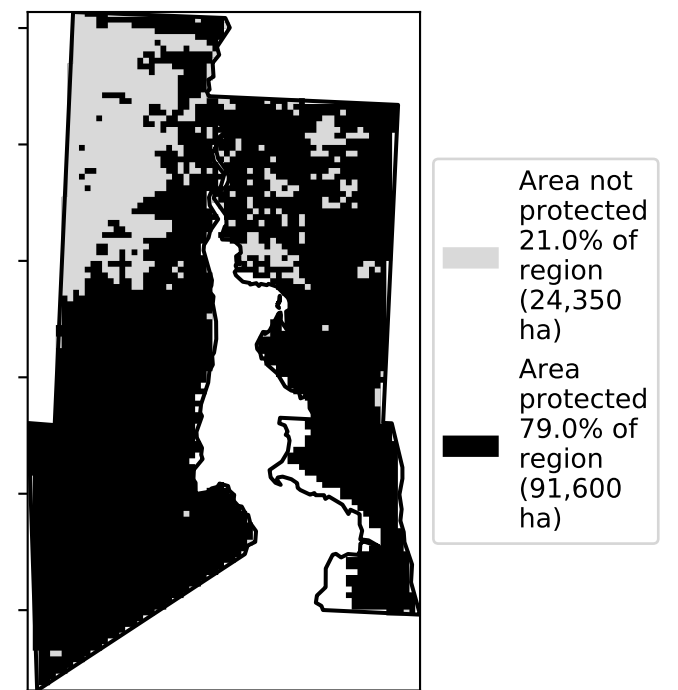 Area not
protected
21.0% of
region
(24,350
ha)
Area
protected
79.0% of
region
(91,600
ha)